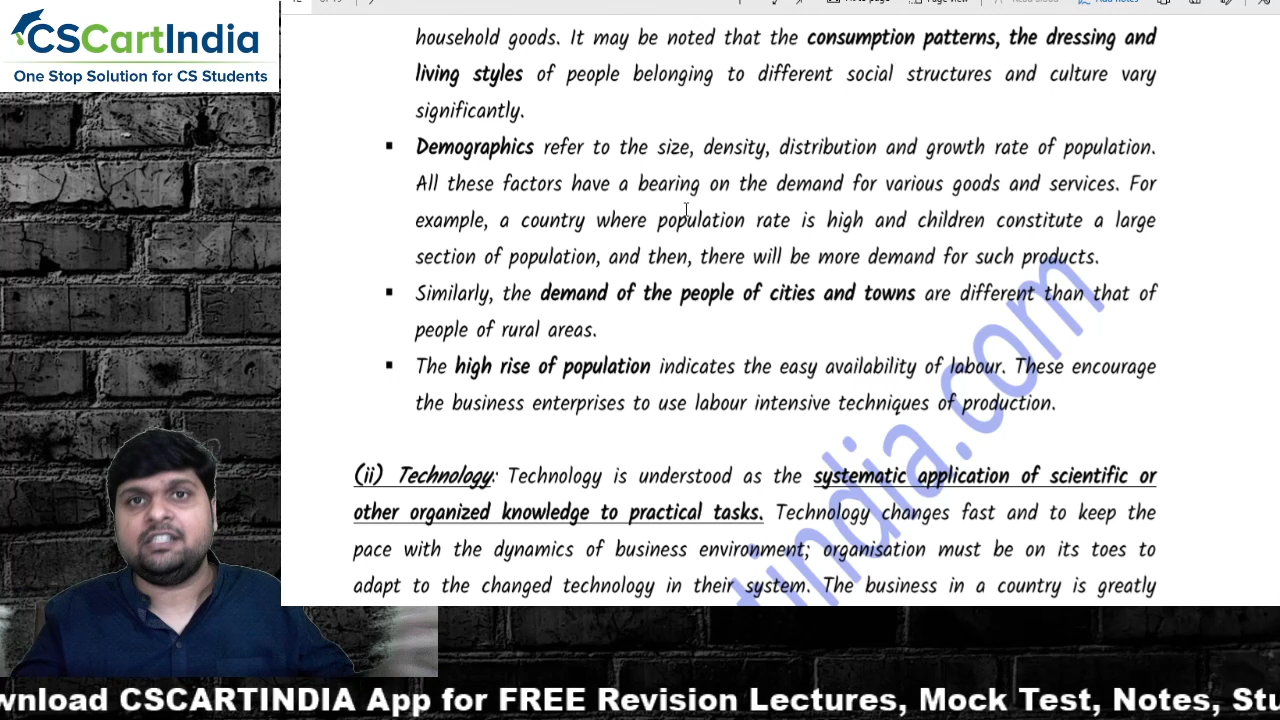 CSCartIndia
One Stop Solution for CS Students
household goods. It may be noted that the consumption patterns, the dressing and
living styles of people belonging to different social structures and culture vary
significantly.
▪ Demographics refer to the size, density, distribution and growth rate of population.
All these factors have a bearing on the demand for various goods and services. For
example, a country where population rate is high and children constitute a large
section of population, and then, there will be more demand for such products.
▪ Similarly, the demand of the people of cities and towns are different than that of
people of rural areas.
▪ The high rise of population indicates the easy availability of labour. These encourage
the business enterprises to use labour intensive techniques of production.
(ii) Technology: Technology is understood as the systematic application of scientific or
other organized knowledge to practical tasks. Technology changes fast and to keep the
pace with the dynamics of business environment; organisation must be on its toes to
adapt to the changed technology in their system. The business in a country is greatly
tindia.com
wnload CSCARTINDIA App for FREE Revision Lectures, Mock Test, Notes, Stu